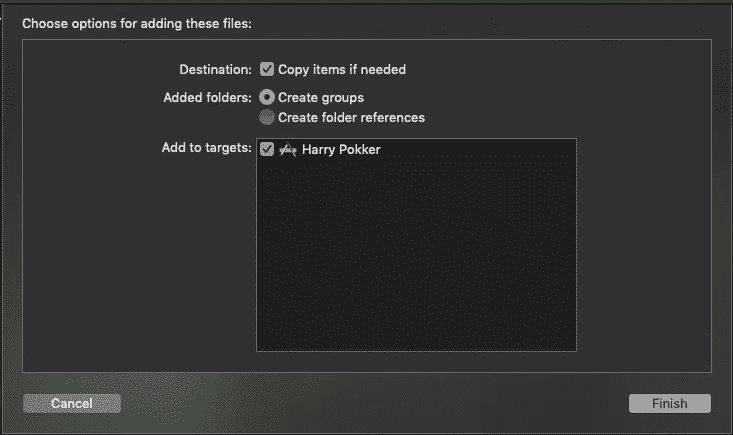 Choose options for adding these files:
Destination: Copy items if needed
Added folders: Create groups
Create folder references
Add to targets: Harry Pokker
Cancel Finish